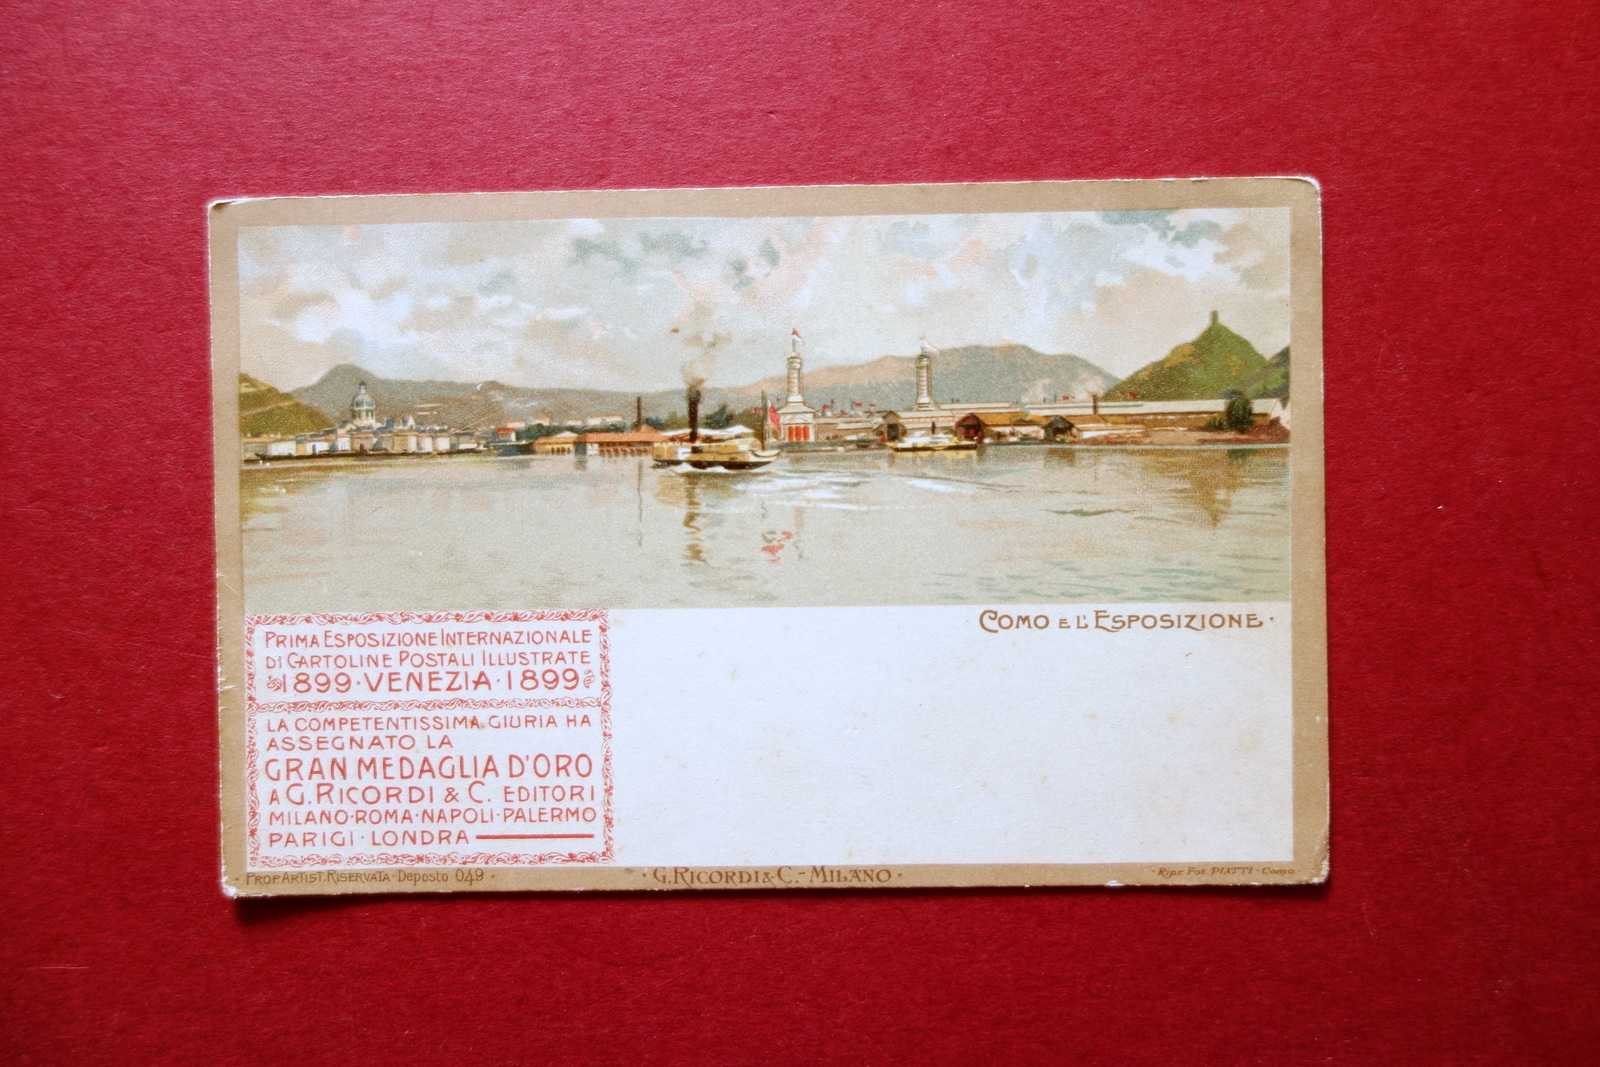 COMO E L'ESPOSIZIONE ·
PRIMA ESPOSIZIONE INTERNAZIONALE
DI CARTOLINE POSTALI ILLUSTRATE
1899 · VENEZIA · 1899
LA COMPETENTISSIMA GIURIA HA
ASSEGNATO LA
GRAN MEDAGLIA D'ORO
A G. RICORDI & C. EDITORI
MILANO · ROMA · NAPOLI · PALERMO
PARIGI · LONDRA
PROP. ARTIST. RISERVATA - Deposto 049 ·
· G. RICORDI & C. - MILANO ·
· Ripr. Fot. PIATTI - Como